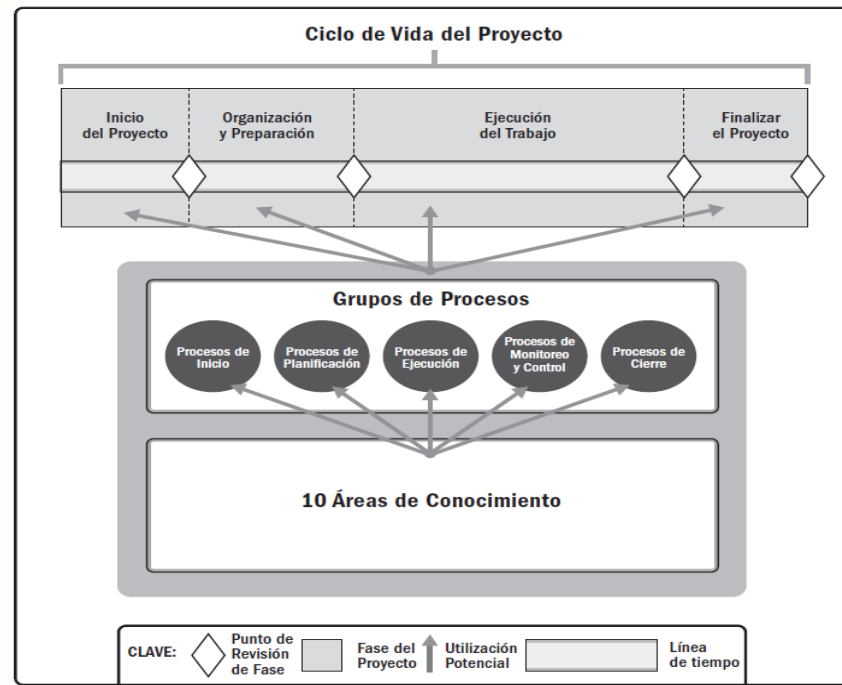 Ciclo de Vida del Proyecto
Inicio
del Proyecto
Organización
y Preparación
Ejecución
del Trabajo
Finalizar
el Proyecto
Grupos de Procesos
Procesos de
Inicio
Procesos de
Planificación
Procesos de
Ejecución
Procesos de
Monitoreo
y Control
Procesos de
Cierre
10 Áreas de Conocimiento
CLAVE:
Punto de
Revisión
de Fase
Fase del
Proyecto
Utilización
Potencial
Línea
de tiempo